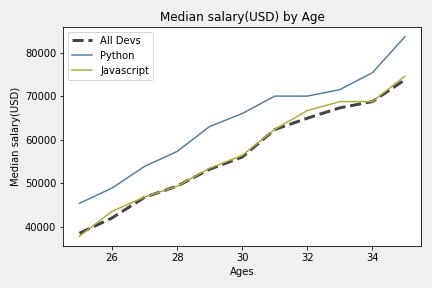 Median salary(USD) by Age
All Devs
Python
Javascript
Median salary(USD)
80000
70000
60000
50000
40000
26
28
30
32
34
Ages